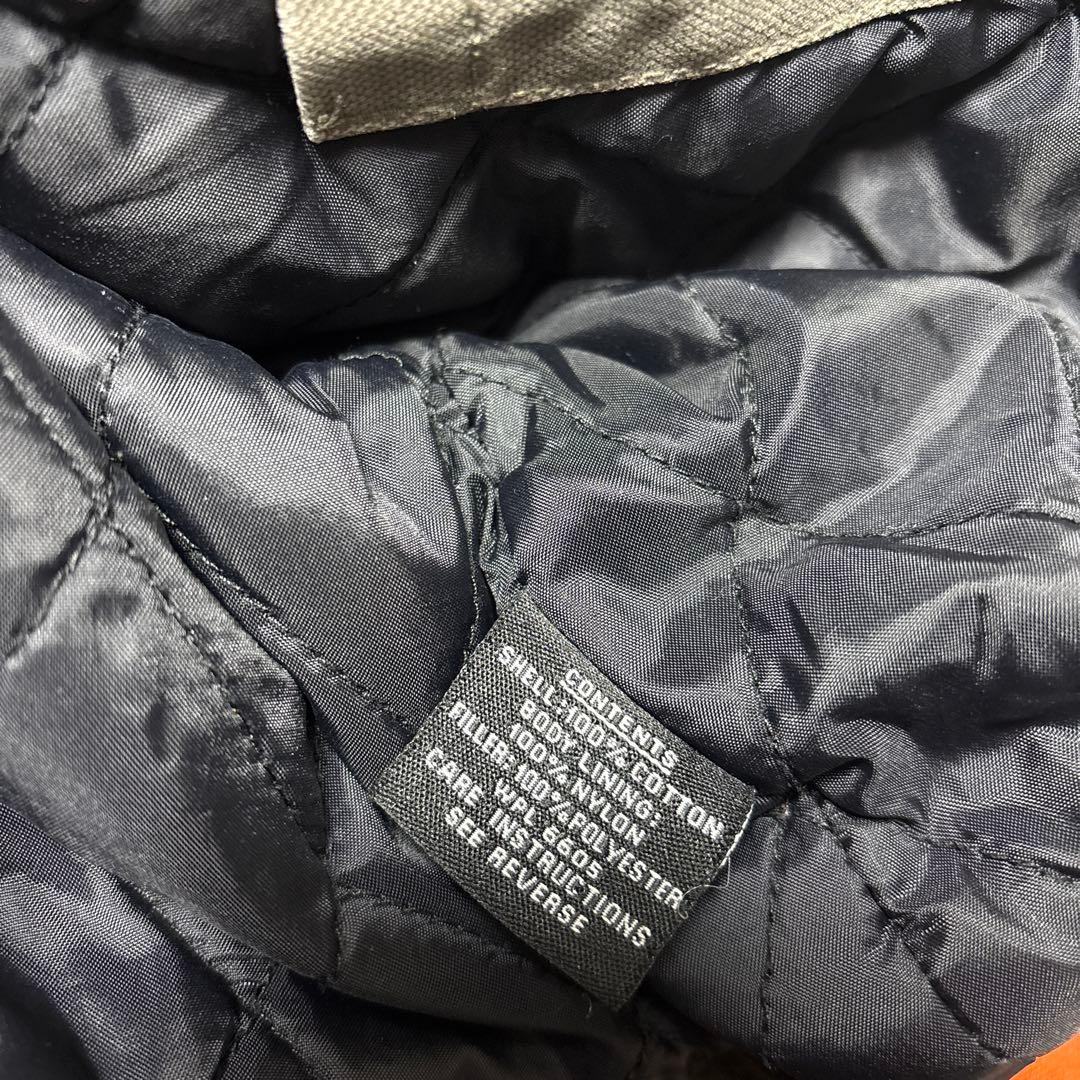 CONTENTS
SHELL:100% COTTON
BODY LINING:
100% NYLON
FILLER:100%POLYESTER
WPL 6605
CARE INSTRUCTIONS
SEE REVERSE